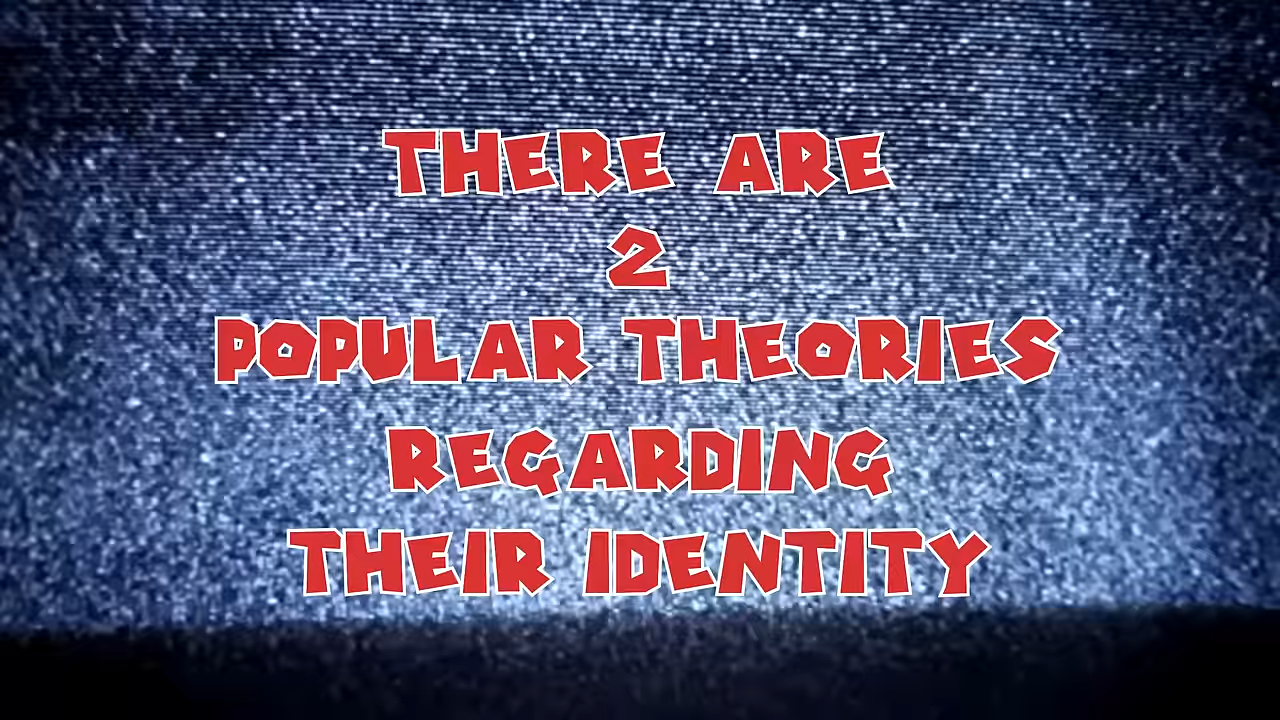 THERE ARE
2
POPULAR THEORIES
REGARDING
THEIR IDENTITY